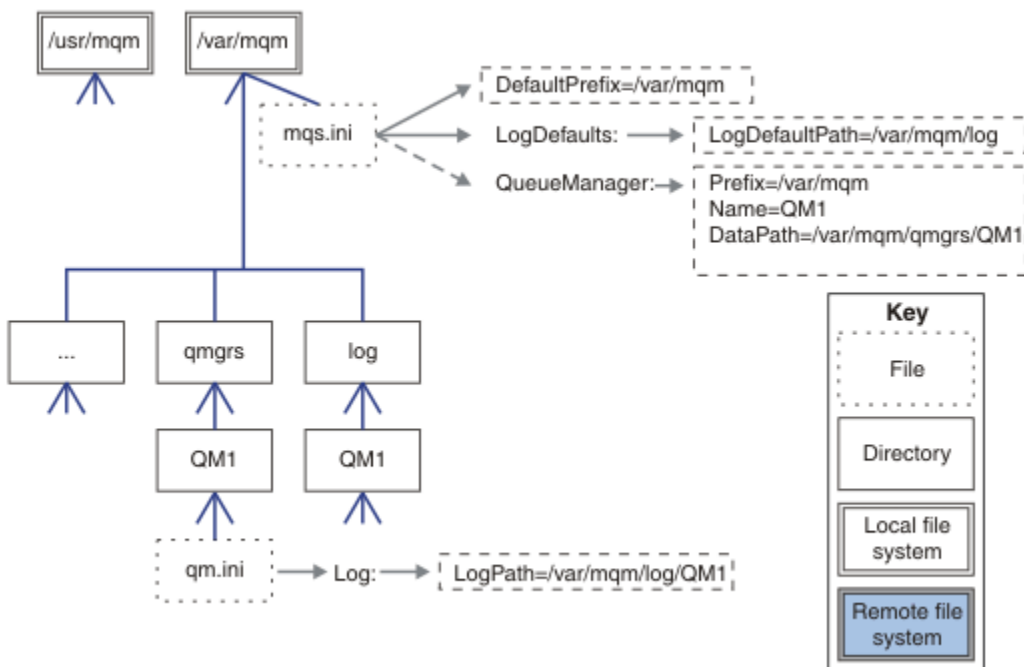 /usr/mqm
/var/mqm
mqs.ini
DefaultPrefix=/var/mqm
LogDefaults:
LogDefaultPath=/var/mqm/log
QueueManager:
Prefix=/var/mqm
Name=QM1
DataPath=/var/mqm/qmgrs/QM1
...
qmgrs
log
QM1
QM1
qm.ini
Log:
LogPath=/var/mqm/log/QM1
Key
File
Directory
Local file
system
Remote file
system